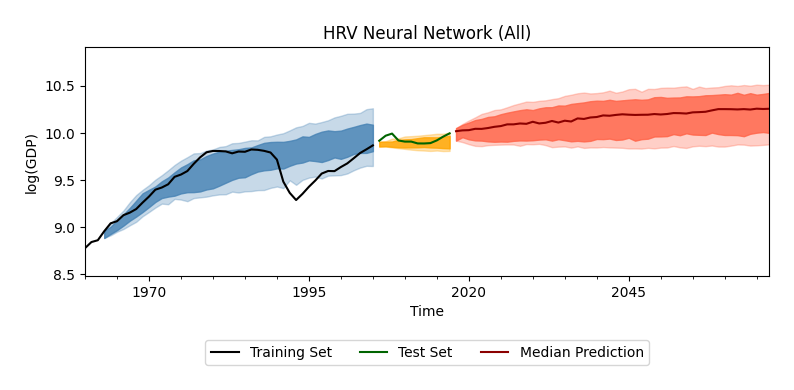 HRV Neural Network (All)
log(GDP)
10.5
10.0
9.5
9.0
8.5
1970 1995 2020 2045
Time
Training Set Test Set Median Prediction